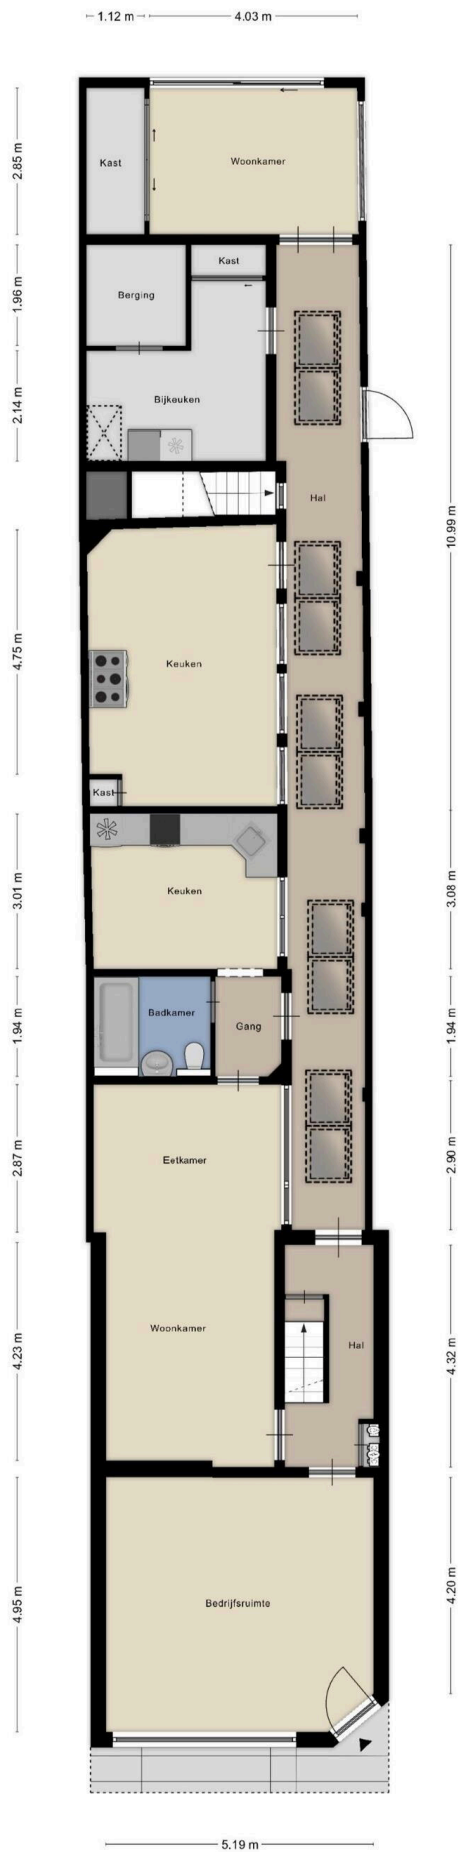 1.12 m
4.03 m
2.85 m
Kast
Woonkamer
1.96 m
Kast
Berging
2.14 m
Bijkeuken
Hal
10.99 m
4.75 m
Keuken
Kast
3.01 m
Keuken
3.08 m
1.94 m
Badkamer
Gang
1.94 m
2.87 m
Eetkamer
2.90 m
4.23 m
Woonkamer
Hal
4.32 m
4.95 m
Bedrijfsruimte
4.20 m
5.19 m